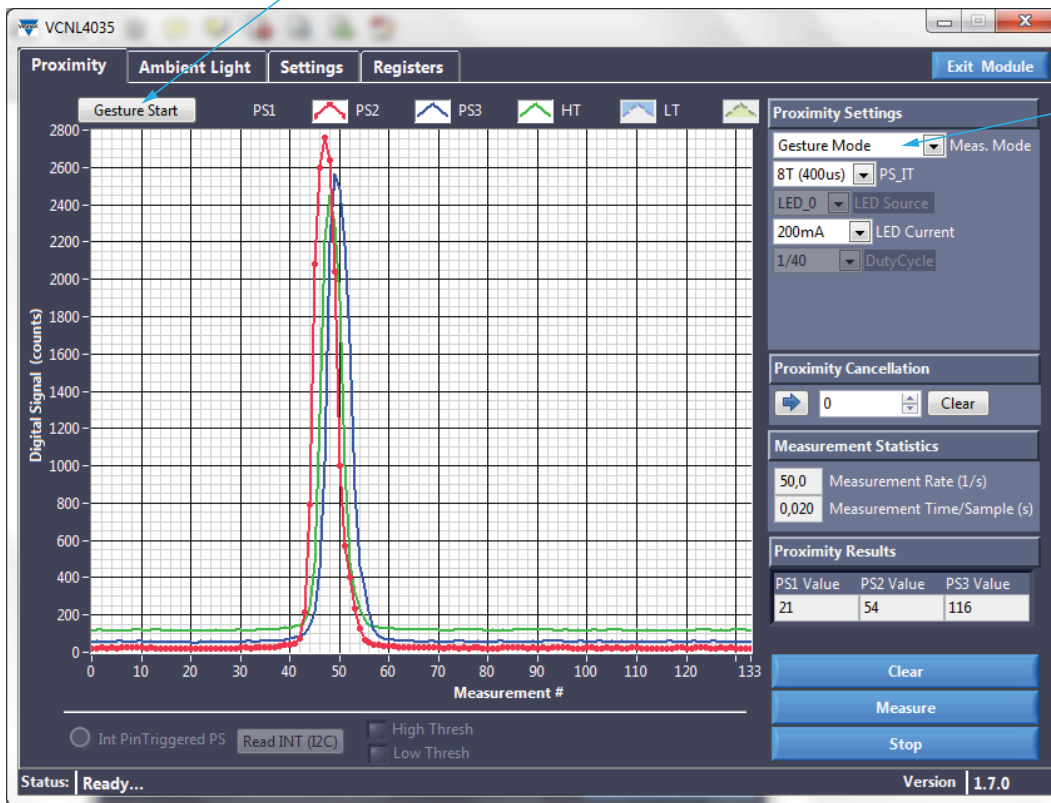 VCNL4035
Proximity
Ambient Light
Settings
Registers
Exit Module
Gesture Start
PS1
PS2
PS3
HT
LT
2800
2600
2400
2200
2000
1800
1600
1400
1200
1000
800
600
400
200
0
Digital Signal (counts)
0 10 20 30 40 50 60 70 80 90 100 110 120 133
Measurement #
Int PinTriggered PS
Read INT (I2C)
High Thresh
Low Thresh
Proximity Settings
Gesture Mode Meas. Mode
8T (400us) PS_IT
LED_0 LED Source
200mA LED Current
1/40 DutyCycle
Proximity Cancellation
0 Clear
Measurement Statistics
50,0 Measurement Rate (1/s)
0,020 Measurement Time/Sample (s)
Proximity Results
PS1 Value PS2 Value PS3 Value
21 54 116
Clear
Measure
Stop
Status: Ready...
Version 1.7.0